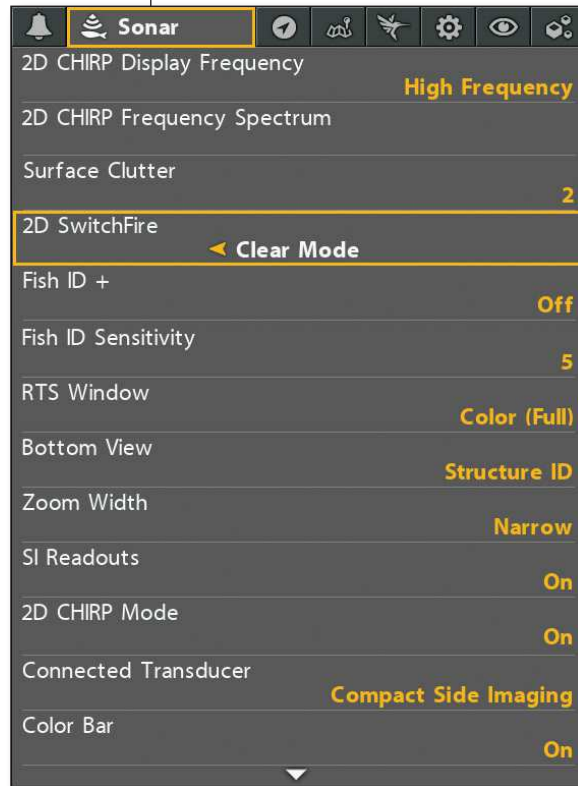 Sonar
2D CHIRP Display Frequency
High Frequency
2D CHIRP Frequency Spectrum
Surface Clutter
2
2D SwitchFire
Clear Mode
Fish ID +
Off
Fish ID Sensitivity
5
RTS Window
Color (Full)
Bottom View
Structure ID
Zoom Width
Narrow
SI Readouts
On
2D CHIRP Mode
On
Connected Transducer
Compact Side Imaging
Color Bar
On